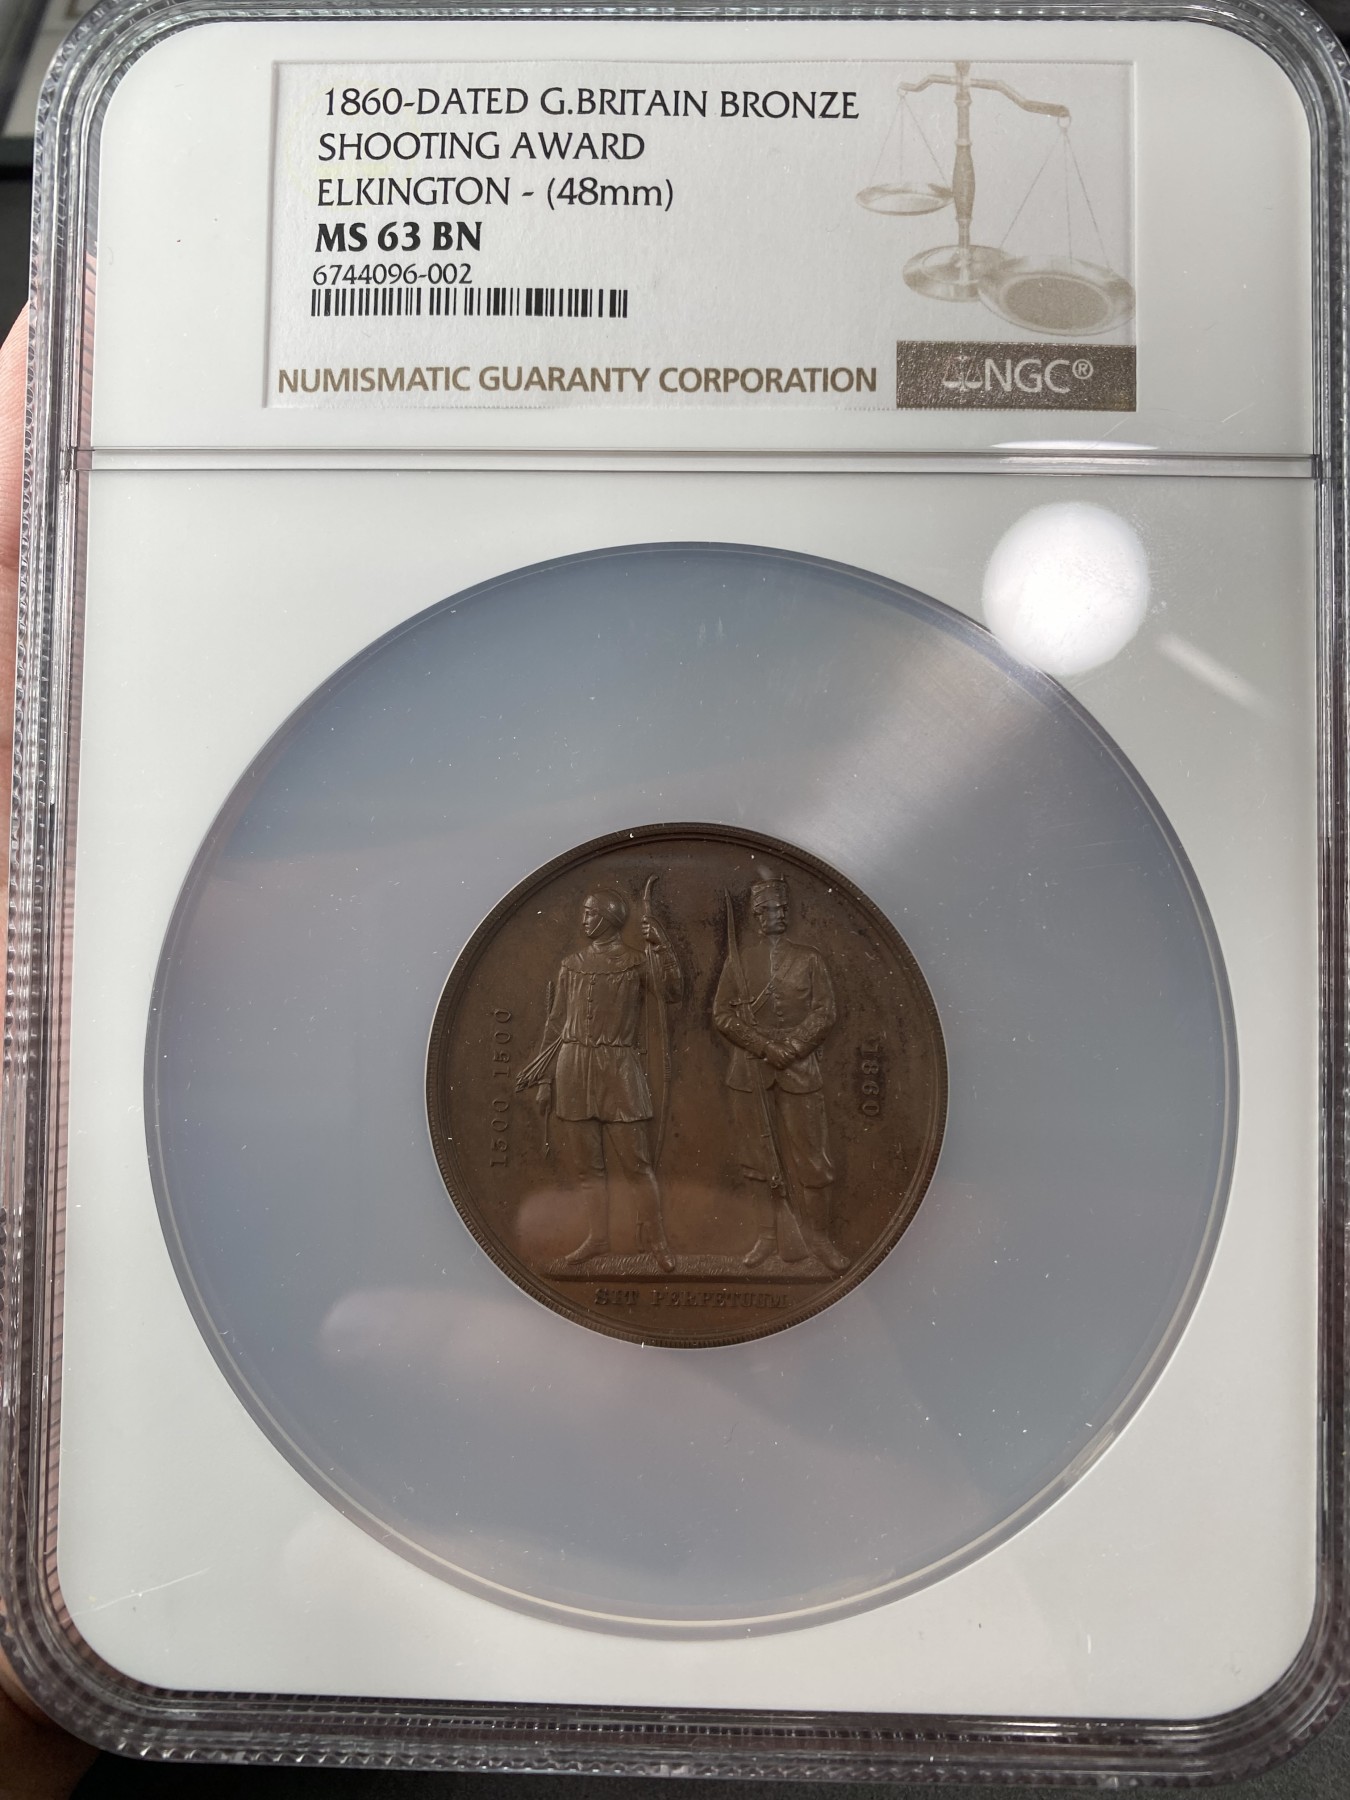 1860-DATED G.BRITAIN BRONZE
SHOOTING AWARD
ELKINGTON - (48mm)
MS 63 BN
6744096-002
NUMISMATIC GUARANTY CORPORATION
NGC®
1300 1500
1860
SIT PERPETUUM